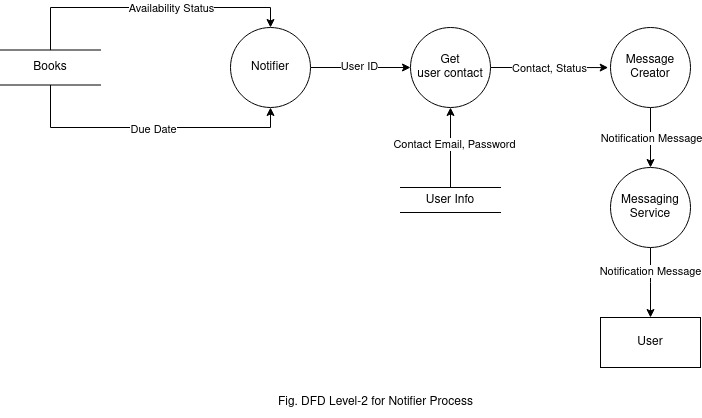 Availability Status
Books
Notifier
User ID
Get
user contact
Contact, Status
Message
Creator
Due Date
Contact Email, Password
Notification Message
User Info
Messaging
Service
Notification Message
User
Fig. DFD Level-2 for Notifier Process